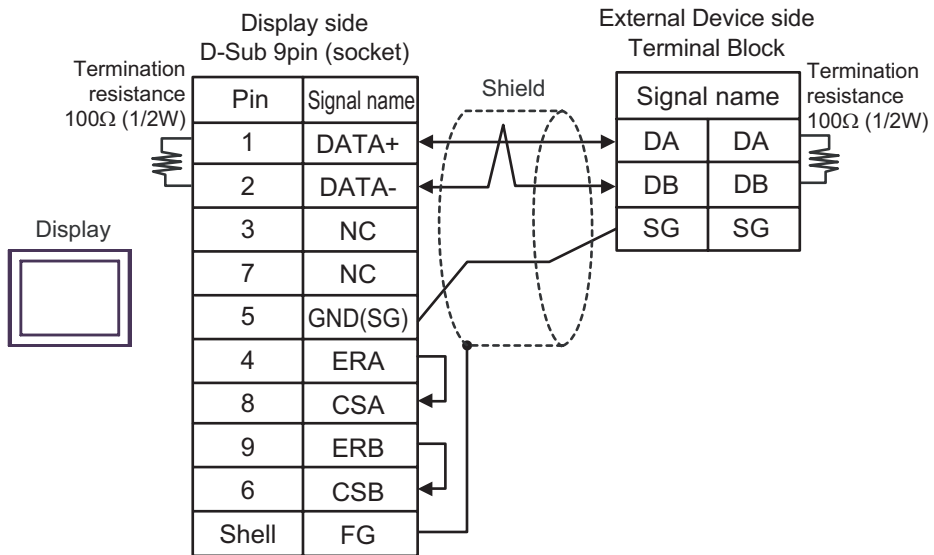 Display side
D-Sub 9pin (socket)
External Device side
Terminal Block
Termination
resistance
100Ω (1/2W)
Shield
Termination
resistance
100Ω (1/2W)
Pin Signal name
1 DATA+
2 DATA-
3 NC
7 NC
5 GND(SG)
4 ERA
8 CSA
9 ERB
6 CSB
Shell FG
Signal name
DA DA
DB DB
SG SG
Display